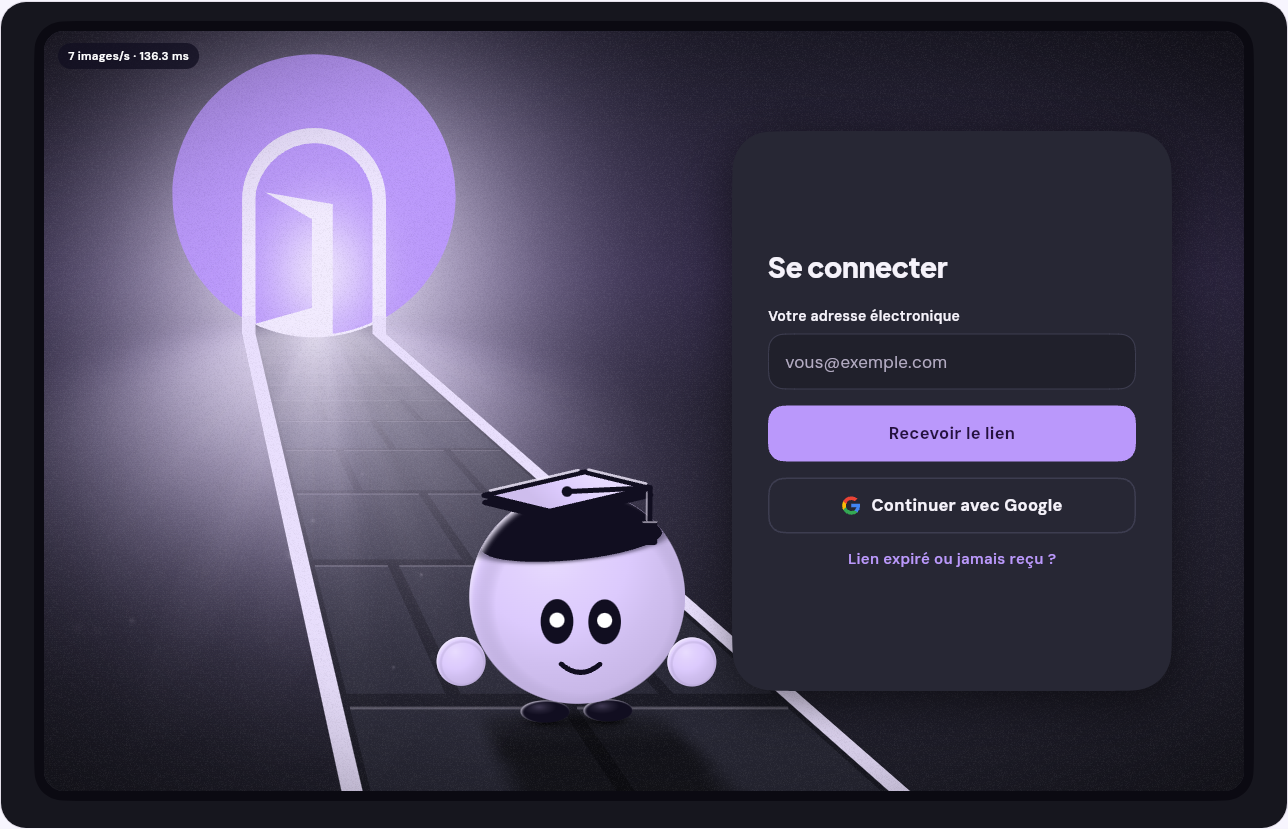 7 images/s · 136.3 ms
Se connecter
Votre adresse électronique
vous@exemple.com
Recevoir le lien
Continuer avec Google
Lien expiré ou jamais reçu ?